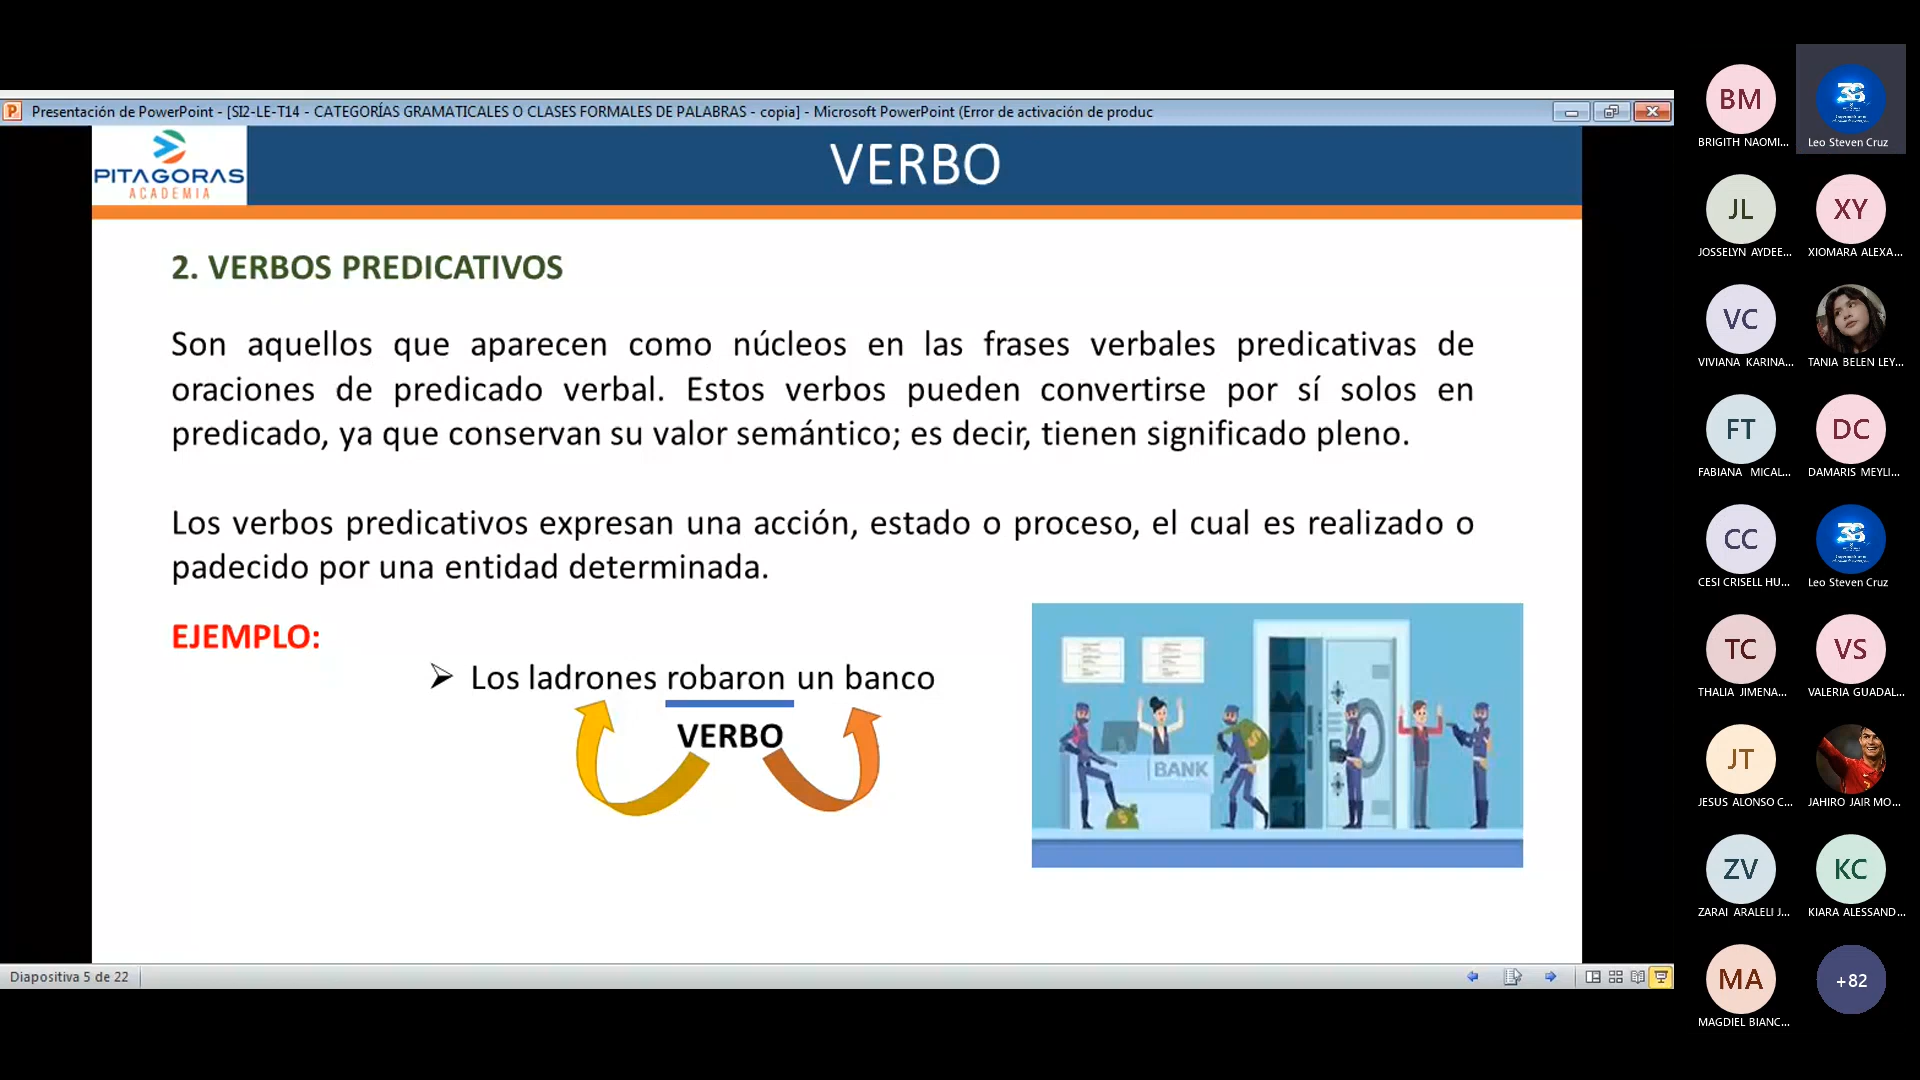 Presentación de PowerPoint - [SI2-LE-T14 - CATEGORÍAS GRAMATICALES O CLASES FORMALES DE PALABRAS - copia] - Microsoft PowerPoint (Error de activación de produc
PITAGORAS
ACADEMIA
VERBO
2. VERBOS PREDICATIVOS
Son aquellos que aparecen como núcleos en las frases verbales predicativas de
oraciones de predicado verbal. Estos verbos pueden convertirse por sí solos en
predicado, ya que conservan su valor semántico; es decir, tienen significado pleno.
Los verbos predicativos expresan una acción, estado o proceso, el cual es realizado o
padecido por una entidad determinada.
EJEMPLO:
➢ Los ladrones robaron un banco
VERBO
BANK
Diapositiva 5 de 22
BM
BRIGITH NAOMI...
Leo Steven Cruz
JL
JOSSELYN AYDEE...
XY
XIOMARA ALEXA...
VC
VIVIANA KARINA...
TANIA BELEN LEY...
FT
FABIANA MICAL...
DC
DAMARIS MEYLI...
CC
CESI CRISELL HU...
Leo Steven Cruz
TC
THALIA JIMENA...
VS
VALERIA GUADAL...
JT
JESUS ALONSO C...
JAHIRO JAIR MO...
ZV
ZARAI ARALELI J...
KC
KIARA ALESSAND...
MA
MAGDIEL BIANC...
+82